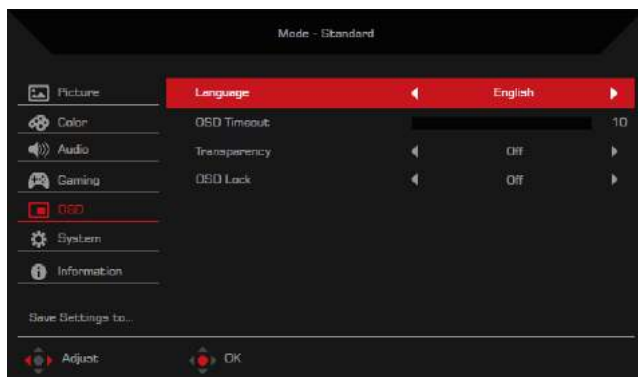 Mode - Standard
Picture
Language English
Color
OSD Timeout 10
Audio
Transparency Off
Gaming
OSD Lock Off
OSD
System
Information
Save Settings to...
Adjust OK